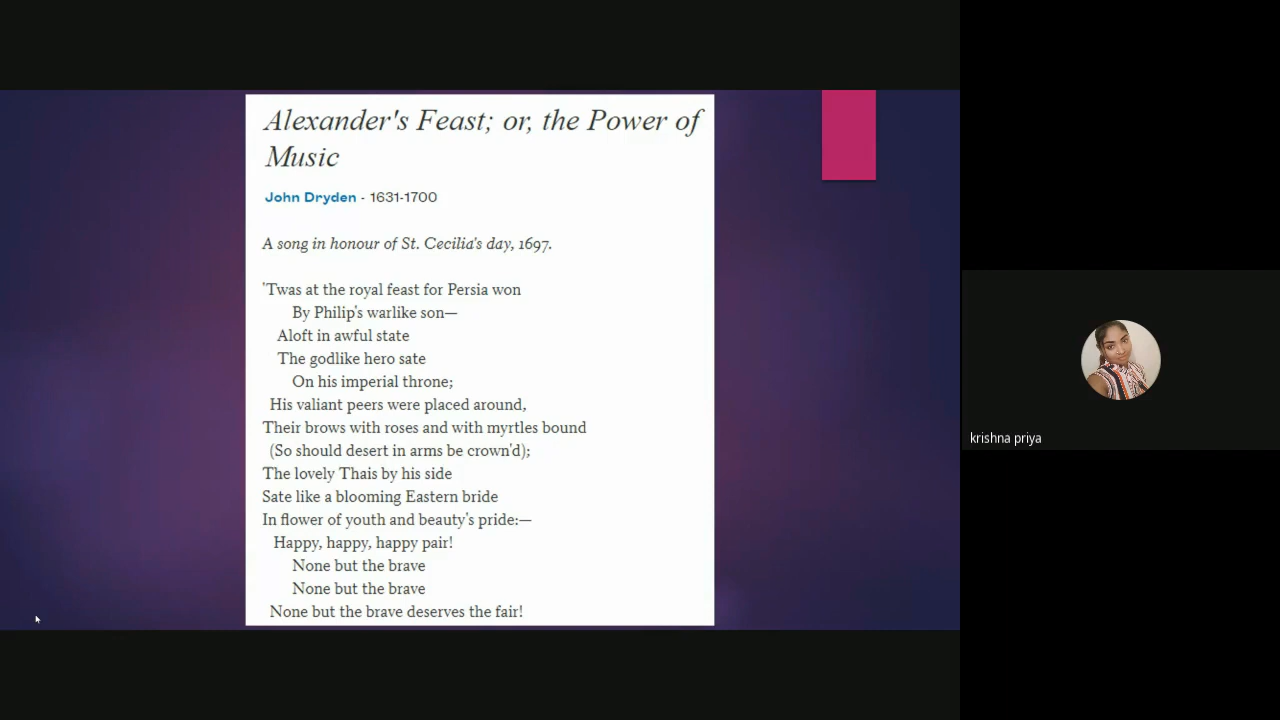 Alexander's Feast; or, the Power of
Music
John Dryden - 1631-1700
A song in honour of St. Cecilia's day, 1697.
'Twas at the royal feast for Persia won
By Philip's warlike son—
Aloft in awful state
The godlike hero sate
On his imperial throne;
His valiant peers were placed around,
Their brows with roses and with myrtles bound
(So should desert in arms be crown'd);
The lovely Thais by his side
Sate like a blooming Eastern bride
In flower of youth and beauty's pride:—
Happy, happy, happy pair!
None but the brave
None but the brave
None but the brave deserves the fair!
krishna priya